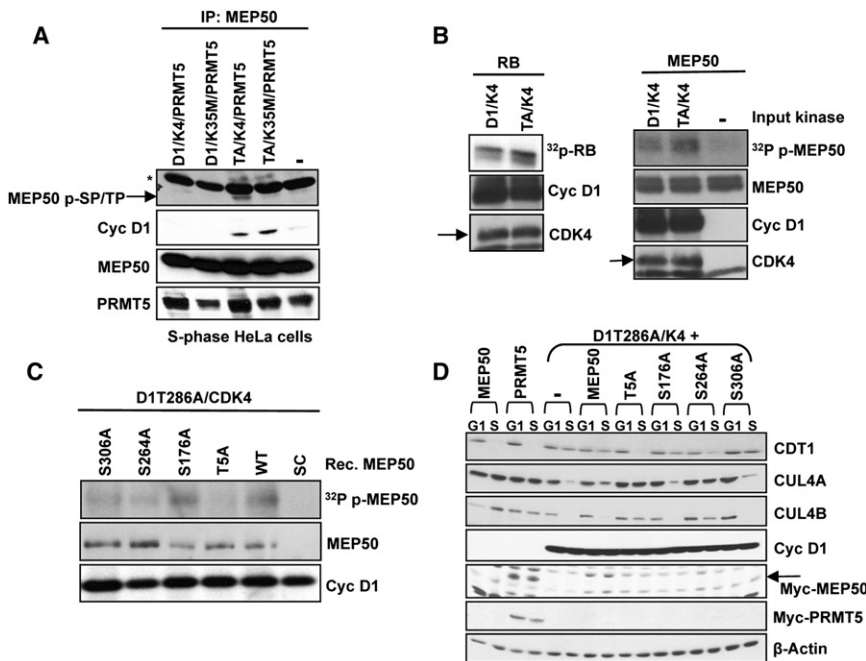 A
IP: MEP50
D1/K4/PRMT5
D1/K35M/PRMT5
TA/K4/PRMT5
TA/K35M/PRMT5
-
*
MEP50 p-SP/TP
Cyc D1
MEP50
PRMT5
S-phase HeLa cells
B
RB
D1/K4
TA/K4
32p-RB
Cyc D1
CDK4
MEP50
D1/K4
TA/K4
-
Input kinase
32P p-MEP50
MEP50
Cyc D1
CDK4
C
D1T286A/CDK4
S306A
S264A
S176A
T5A
WT
SC
Rec. MEP50
32P p-MEP50
MEP50
Cyc D1
D
D1T286A/K4 +
MEP50
PRMT5
-
MEP50
T5A
S176A
S264A
S306A
G1 S G1 S G1 S G1 S G1 S G1 S G1 S G1 S
CDT1
CUL4A
CUL4B
Cyc D1
Myc-MEP50
Myc-PRMT5
β-Actin